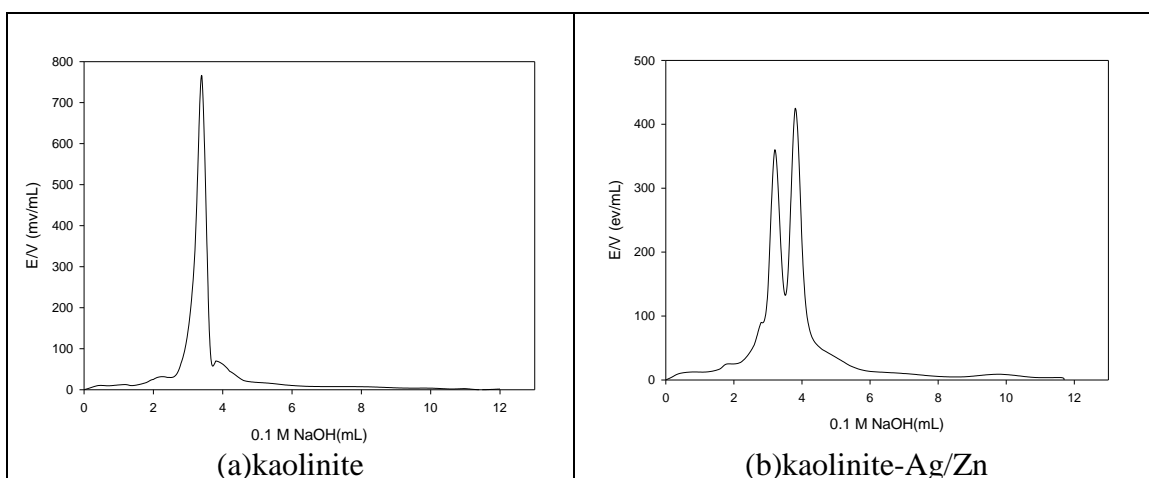 800
700
600
500
400
300
200
100
0
E/V (mv/mL)
0 2 4 6 8 10 12
0.1 M NaOH(mL)
(a)kaolinite
500
400
300
200
100
0
E/V (ev/mL)
0 2 4 6 8 10 12
0.1 M NaOH(mL)
(b)kaolinite-Ag/Zn